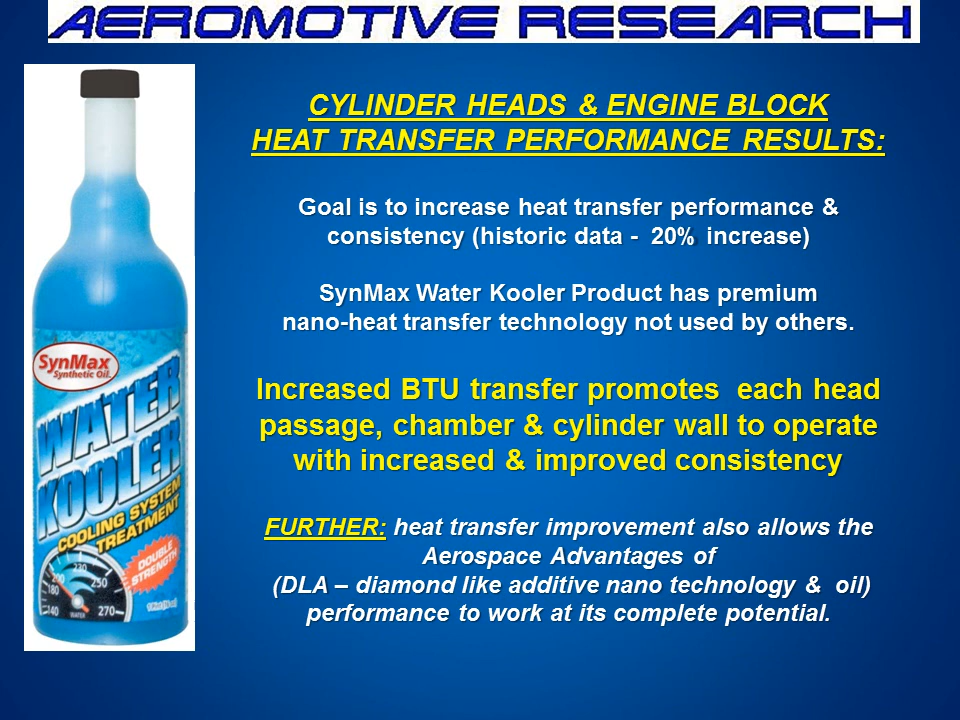 AEROMOTIVE RESEARCH
CYLINDER HEADS & ENGINE BLOCK
HEAT TRANSFER PERFORMANCE RESULTS:
Goal is to increase heat transfer performance &
consistency (historic data - 20% increase)
SynMax Water Kooler Product has premium
nano-heat transfer technology not used by others.
Increased BTU transfer promotes each head
passage, chamber & cylinder wall to operate
with increased & improved consistency
FURTHER: heat transfer improvement also allows the
Aerospace Advantages of
(DLA – diamond like additive nano technology & oil)
performance to work at its complete potential.
SynMax
Synthetic Oil
WATER
KOOLER
COOLING SYSTEM
TREATMENT
DOUBLE
STRENGTH
140
180
200
230
250
270
WATER